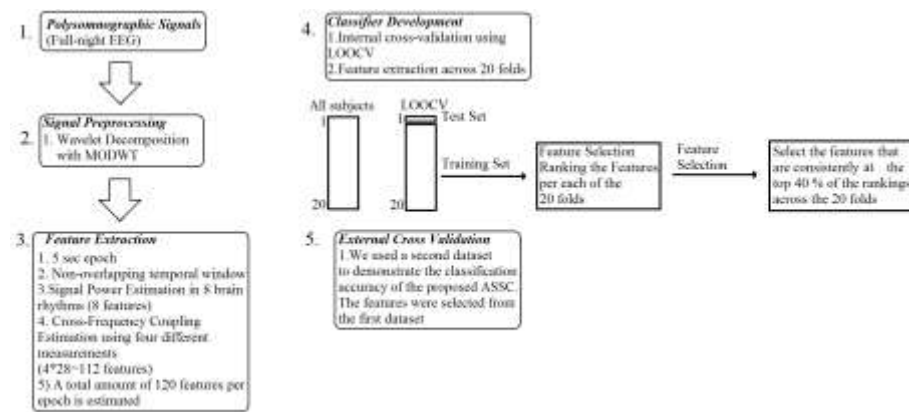 1.
Polysomnographic Signals
(Full-night EEG)
2.
Signal Preprocessing
1. Wavelet Decomposition
with MODWT
3.
Feature Extraction
1. 5 sec epoch
2. Non-overlapping temporal window
3.Signal Power Estimation in 8 brain
rhythms (8 features)
4. Cross-Frequency Coupling
Estimation using four different
measurements
(4*28~112 features)
5) A total amount of 120 features per
epoch is estimated
4.
Classifier Development
1.Internal cross-validation using
LOOCV
2.Feature extraction across 20 folds
All subjects
LOOCV
1
1
Test Set
Training Set
20
20
Feature Selection
Ranking the Features
per each of the
20 folds
Feature
Selection
Select the features that
are consistently at the
top 40 % of the rankings
across the 20 folds
5.
External Cross Validation
1.We used a second dataset
to demonstrate the classification
accuracy of the proposed ASSC.
The features were selected from
the first dataset